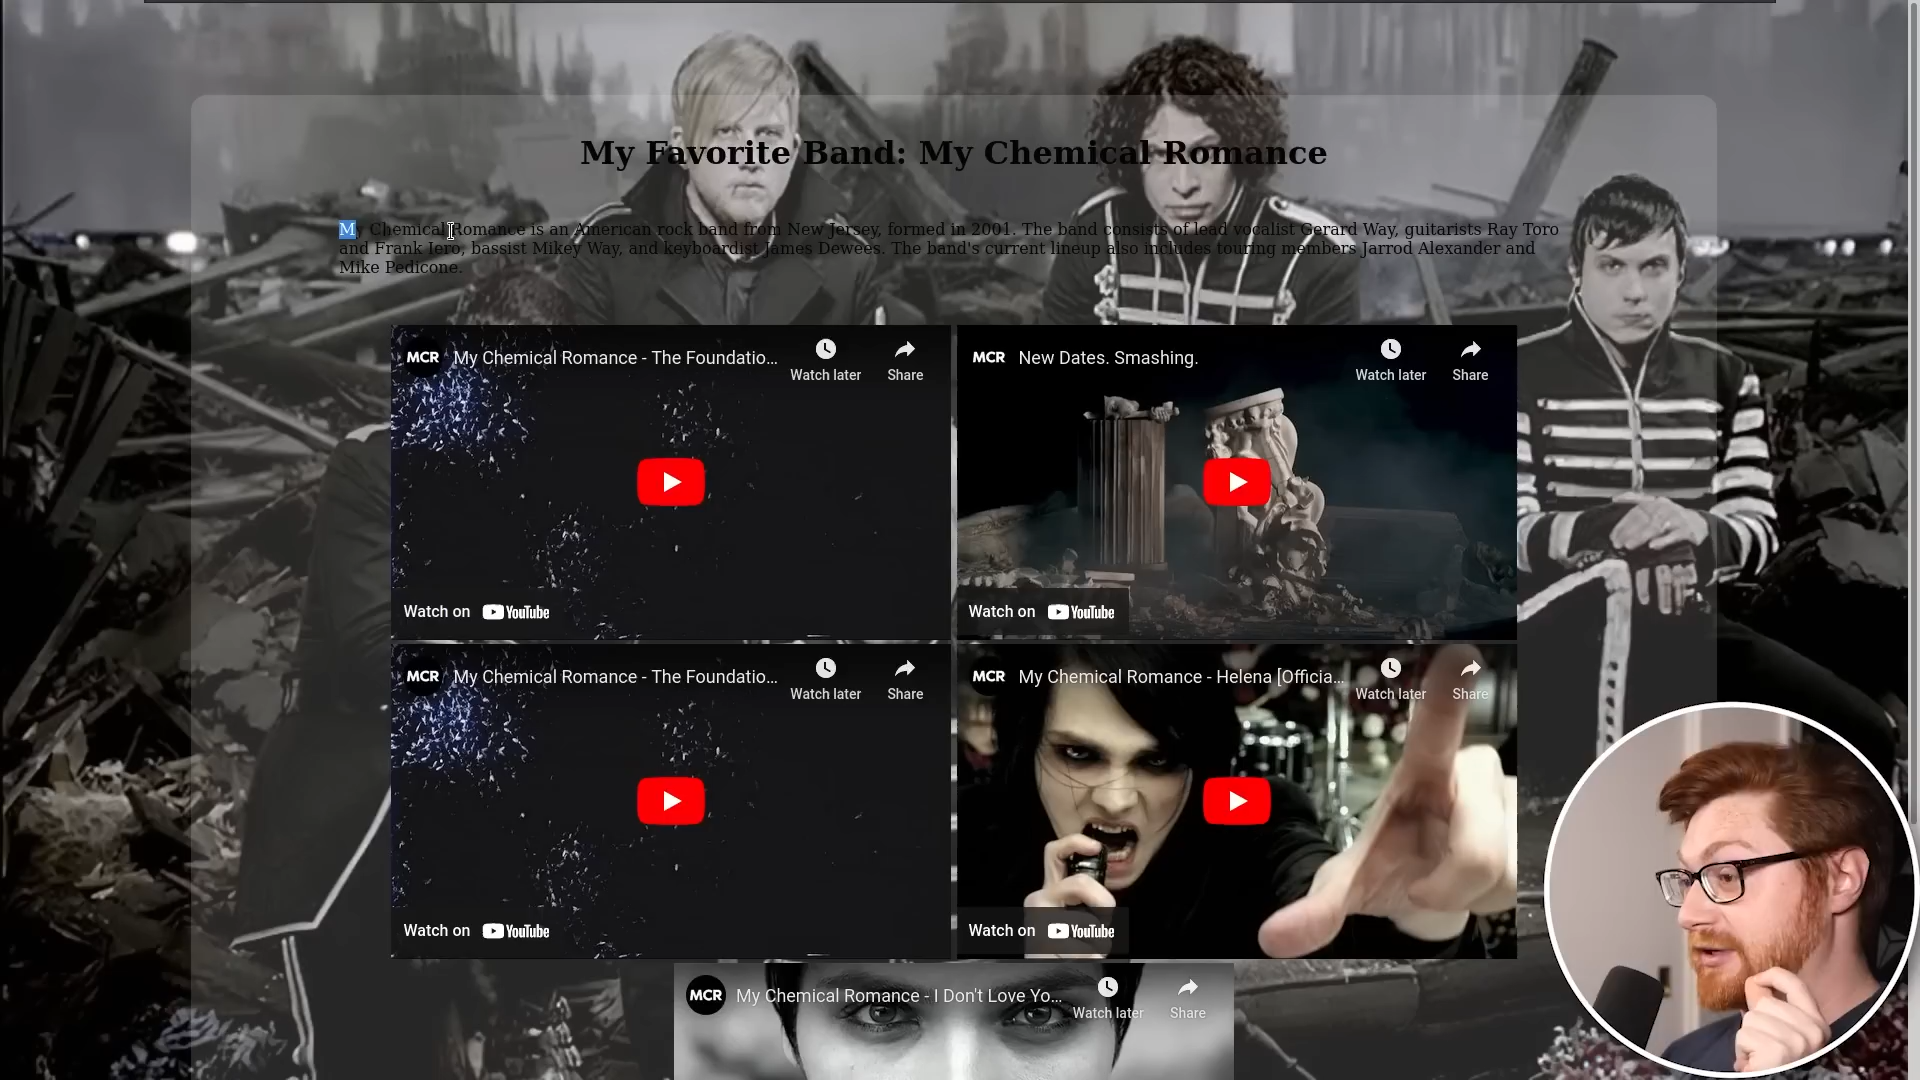 My Favorite Band: My Chemical Romance
My Chemical Romance is an American rock band from New Jersey, formed in 2001. The band consists of lead vocalist Gerard Way, guitarists Ray Toro
and Frank Iero, bassist Mikey Way, and keyboardist James Dewees. The band's current lineup also includes touring members Jarrod Alexander and
Mike Pedicone.
MCR My Chemical Romance - The Foundatio... Watch later Share
MCR New Dates. Smashing. Watch later Share
Watch on YouTube
Watch on YouTube
MCR My Chemical Romance - The Foundatio... Watch later Share
MCR My Chemical Romance - Helena [Officia... Watch later Share
Watch on YouTube
Watch on YouTube
MCR My Chemical Romance - I Don't Love Yo... Watch later Share